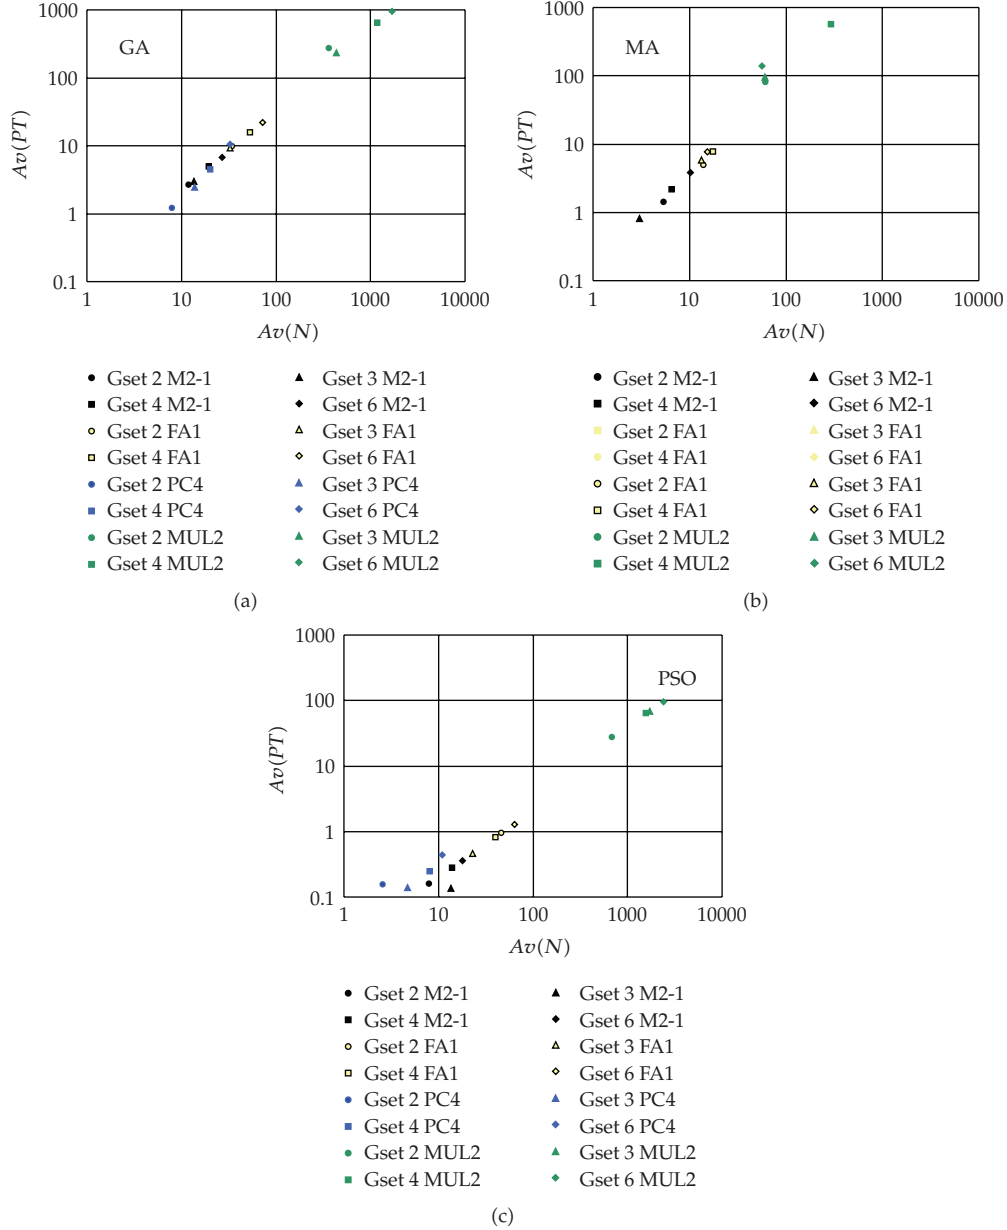 1000
100
10
1
0.1
Av(PT)
GA
1 10 100 1000 10000
Av(N)
Gset 2 M2-1 Gset 3 M2-1
Gset 4 M2-1 Gset 6 M2-1
Gset 2 FA1 Gset 3 FA1
Gset 4 FA1 Gset 6 FA1
Gset 2 PC4 Gset 3 PC4
Gset 4 PC4 Gset 6 PC4
Gset 2 MUL2 Gset 3 MUL2
Gset 4 MUL2 Gset 6 MUL2
(a)
1000
100
10
1
0.1
Av(PT)
MA
1 10 100 1000 10000
Av(N)
Gset 2 M2-1 Gset 3 M2-1
Gset 4 M2-1 Gset 6 M2-1
Gset 2 FA1 Gset 3 FA1
Gset 4 FA1 Gset 6 FA1
Gset 2 FA1 Gset 3 FA1
Gset 4 FA1 Gset 6 FA1
Gset 2 MUL2 Gset 3 MUL2
Gset 4 MUL2 Gset 6 MUL2
(b)
1000
100
10
1
0.1
Av(PT)
PSO
1 10 100 1000 10000
Av(N)
Gset 2 M2-1 Gset 3 M2-1
Gset 4 M2-1 Gset 6 M2-1
Gset 2 FA1 Gset 3 FA1
Gset 4 FA1 Gset 6 FA1
Gset 2 PC4 Gset 3 PC4
Gset 4 PC4 Gset 6 PC4
Gset 2 MUL2 Gset 3 MUL2
Gset 4 MUL2 Gset 6 MUL2
(c)